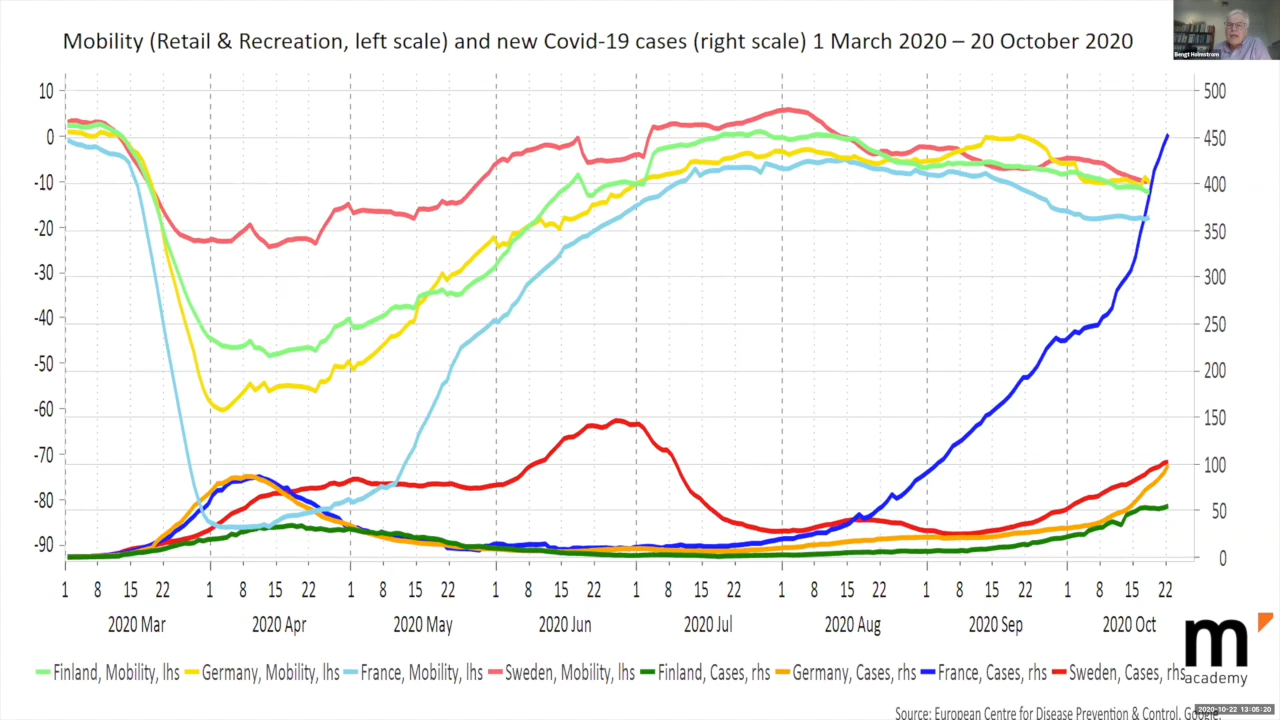 Mobility (Retail & Recreation, left scale) and new Covid-19 cases (right scale) 1 March 2020 – 20 October 2020
Bengt Holmstrom
10
0
-10
-20
-30
-40
-50
-60
-70
-80
-90
500
450
400
350
300
250
200
150
100
50
0
1 8 15 22 1 8 15 22 1 8 15 22 1 8 15 22 1 8 15 22 1 8 15 22 1 8 15 22 1 8 15 22
2020 Mar 2020 Apr 2020 May 2020 Jun 2020 Jul 2020 Aug 2020 Sep 2020 Oct
Finland, Mobility, lhs Germany, Mobility, lhs France, Mobility, lhs Sweden, Mobility, lhs Finland, Cases, rhs Germany, Cases, rhs France, Cases, rhs Sweden, Cases, rhs
m
academy
Source: European Centre for Disease Prevention & Control, Google.
2020-10-22 13:05:20